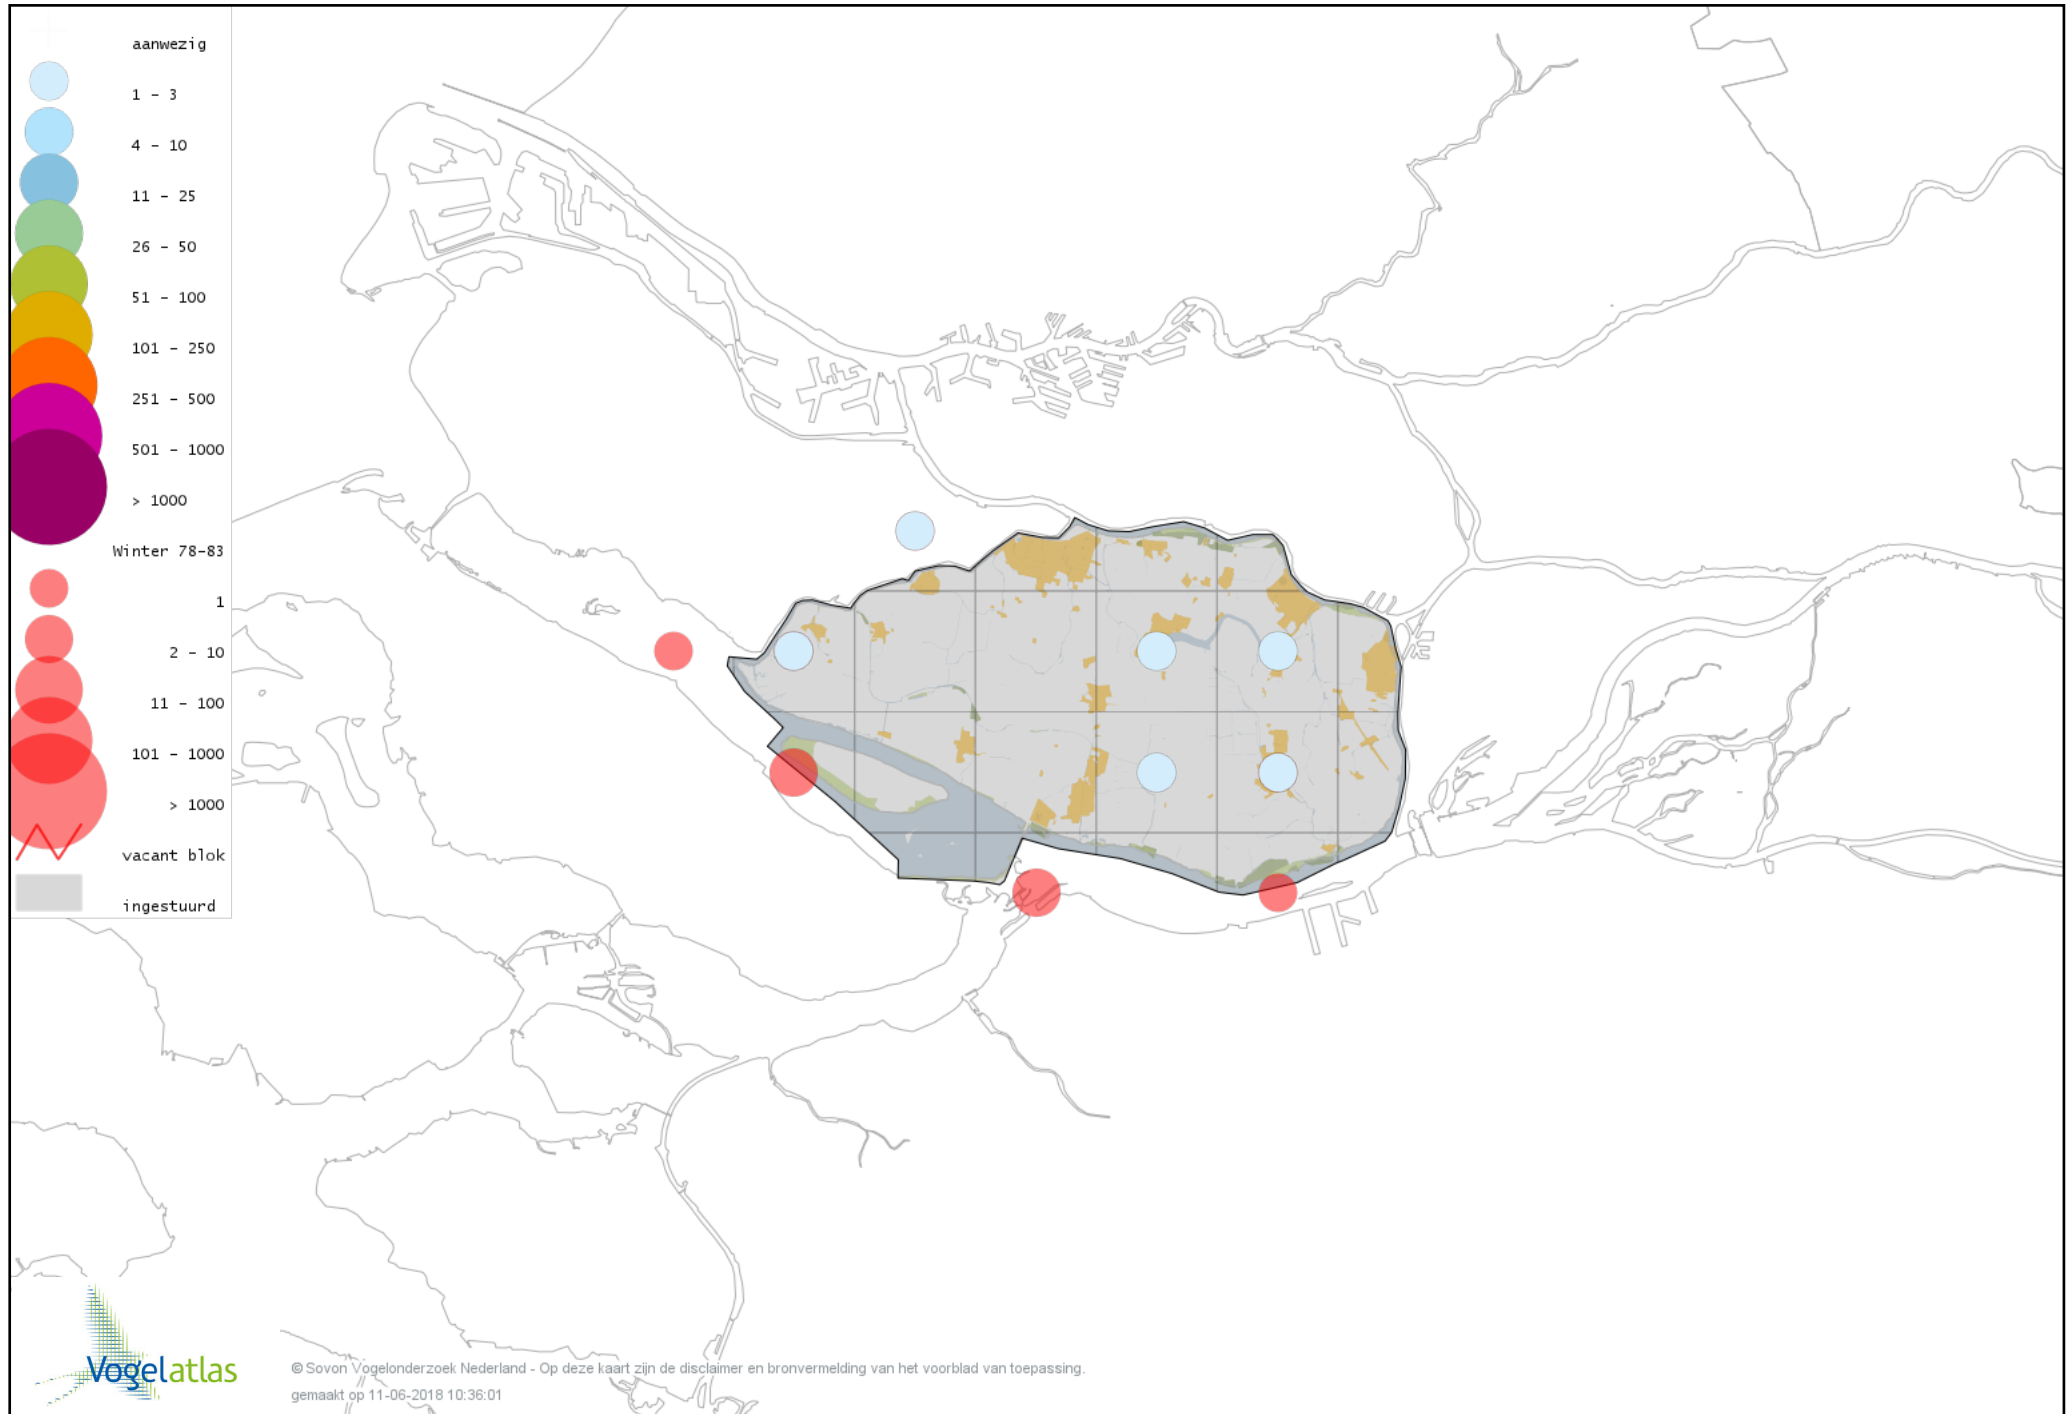 aanwezig
1 - 3
4 - 10
11 - 25
26 - 50
51 - 100
101 - 250
251 - 500
501 - 1000
> 1000
Winter 78-83
1
2 - 10
11 - 100
101 - 1000
> 1000
vacant blok
ingestuurd
Vogelatlas
© Sovon Vogelonderzoek Nederland - Op deze kaart zijn de disclaimer en bronvermelding van het voorblad van toepassing.
gemaakt op 11-06-2018 10:36:01